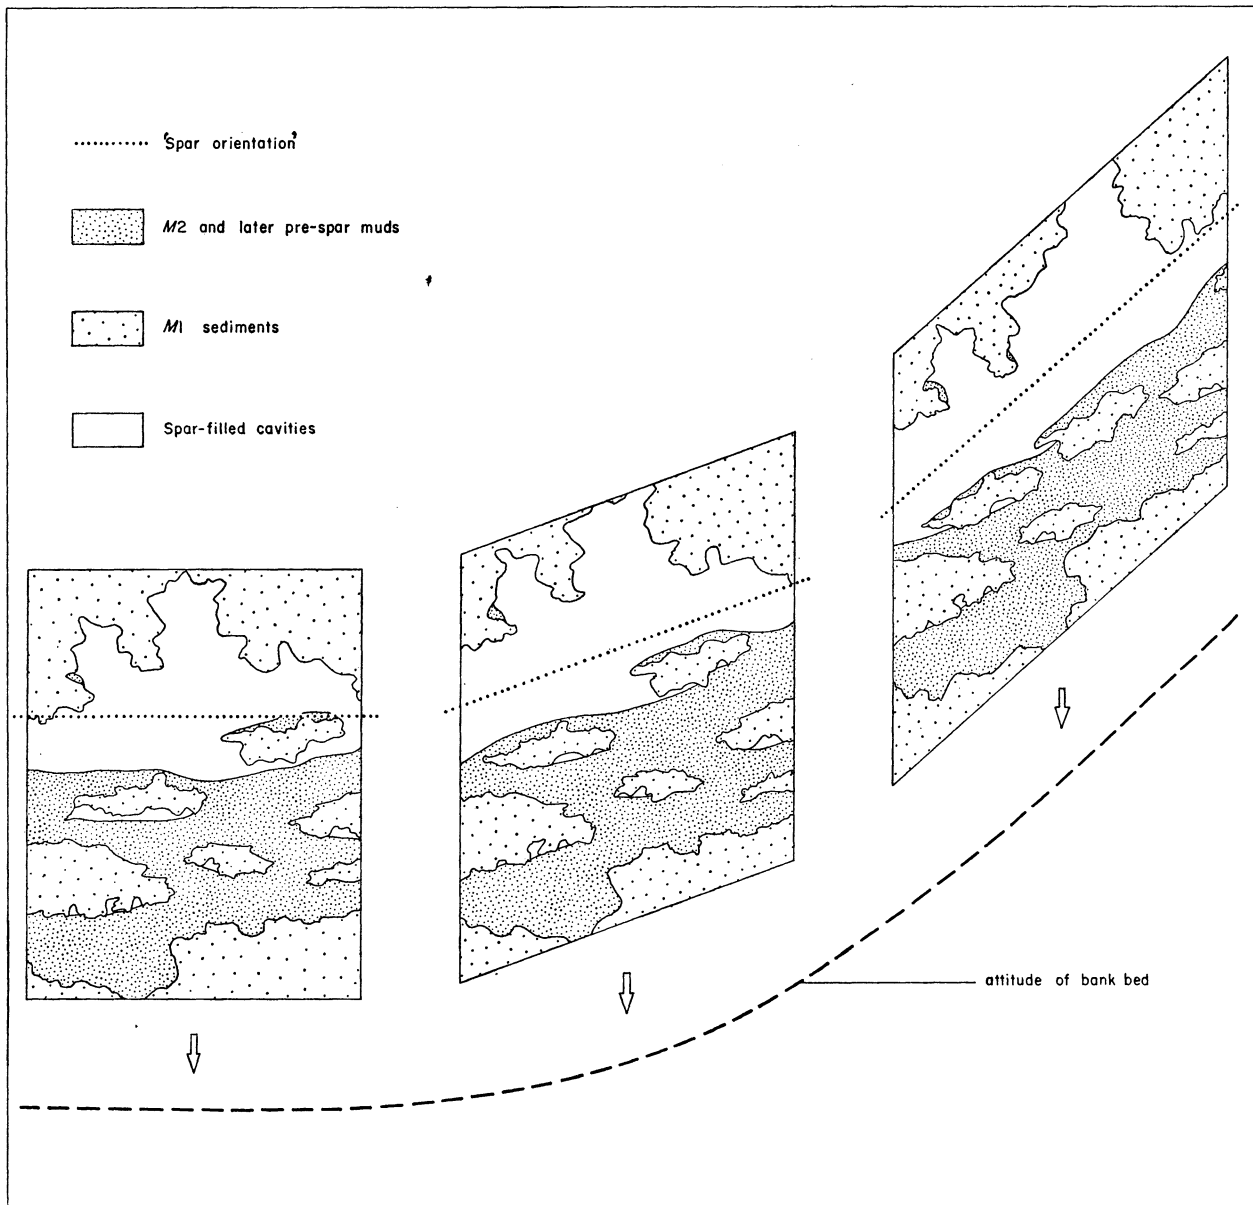 'Spar orientation'
M2 and later pre-spar muds
M1 sediments
Spar-filled cavities
attitude of bank bed